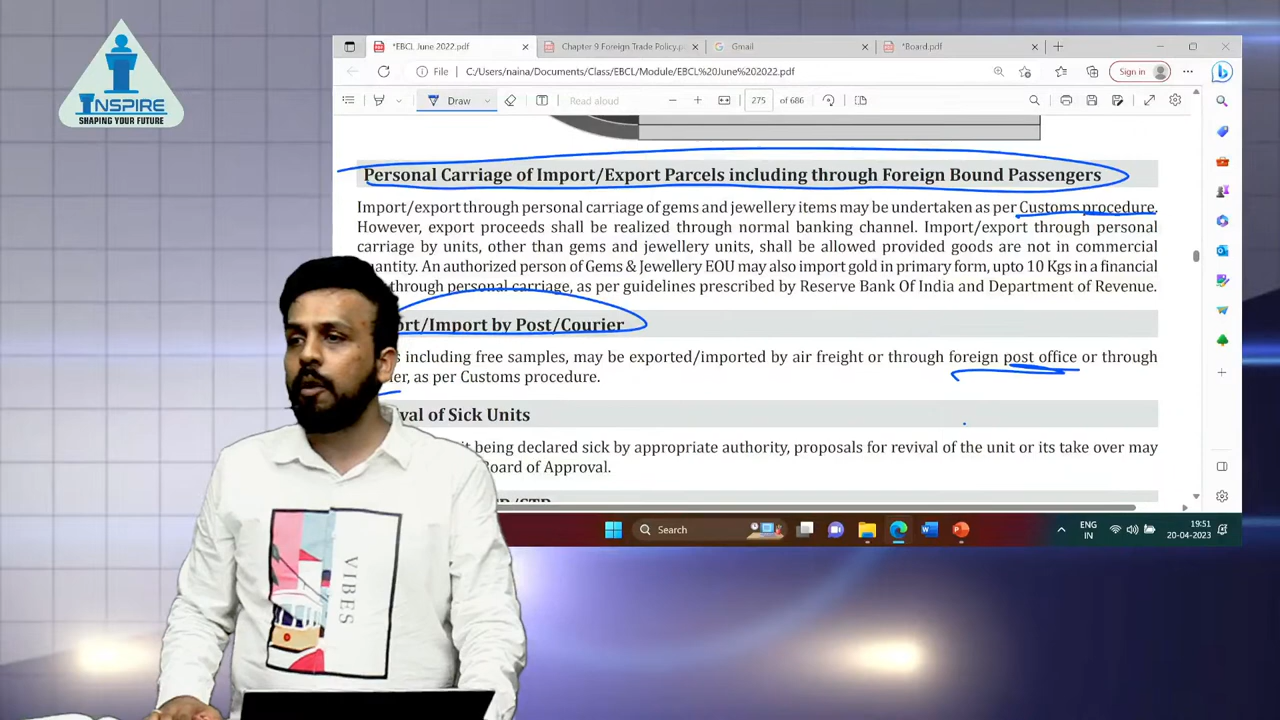 INSPIRE
SHAPING YOUR FUTURE
*EBCL June 2022.pdf
Chapter 9 Foreign Trade Policy.pdf
Gmail
*Board.pdf
File
C:/Users/naina/Documents/Class/EBCL/Module/EBCL%20June%202022.pdf
Sign in
Draw
Read aloud
275 of 686
Personal Carriage of Import/Export Parcels including through Foreign Bound Passengers
Import/export through personal carriage of gems and jewellery items may be undertaken as per Customs procedure.
However, export proceeds shall be realized through normal banking channel. Import/export through personal
carriage by units, other than gems and jewellery units, shall be allowed provided goods are not in commercial
An authorized person of Gems & Jewellery EOU may also import gold in primary form, upto 10 Kgs in a financial
through personal carriage, as per guidelines prescribed by Reserve Bank Of India and Department of Revenue.
/Import by Post/Courier
including free samples, may be exported/imported by air freight or through foreign post office or through
as per Customs procedure.
of Sick Units
being declared sick by appropriate authority, proposals for revival of the unit or its take over may
Board of Approval.
Search
ENG
IN
19:51
20-04-2023
VIBES